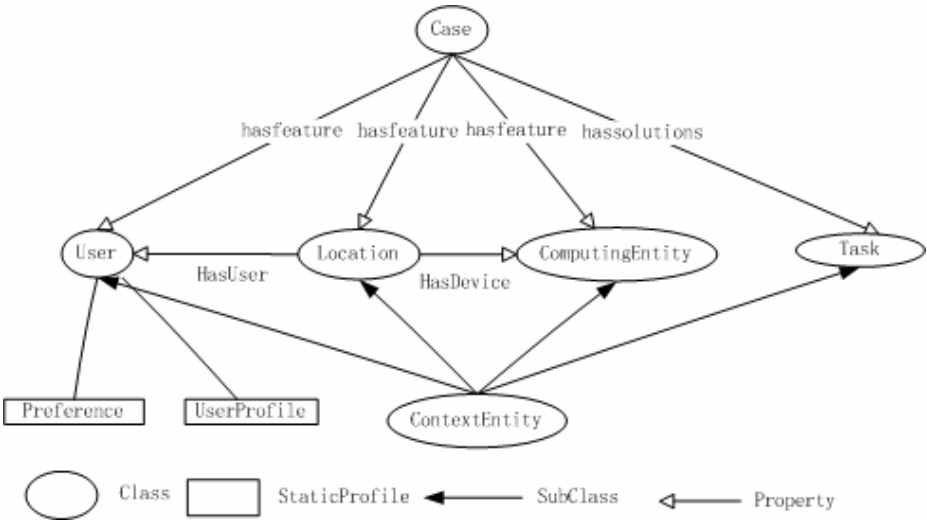 Case
hasfeature hasfeature hasfeature hassolutions
User Location ComputingEntity Task
HasUser HasDevice
Preference UserProfile ContextEntity
Class StaticProfile SubClass Property